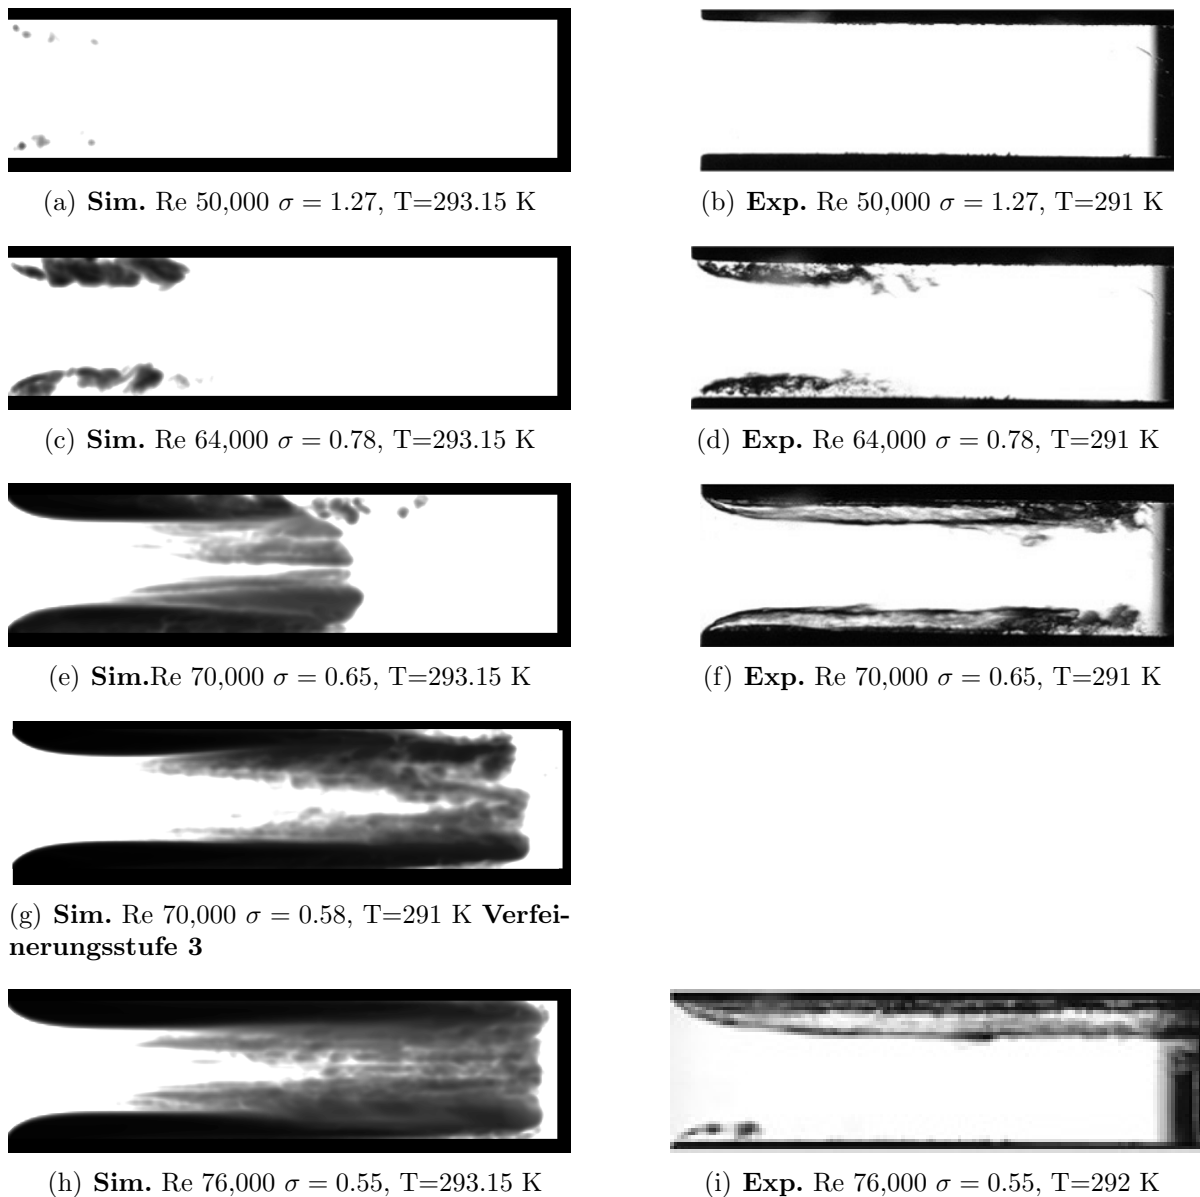 (a) Sim. Re 50,000 σ = 1.27, T=293.15 K
(b) Exp. Re 50,000 σ = 1.27, T=291 K
(c) Sim. Re 64,000 σ = 0.78, T=293.15 K
(d) Exp. Re 64,000 σ = 0.78, T=291 K
(e) Sim.Re 70,000 σ = 0.65, T=293.15 K
(f) Exp. Re 70,000 σ = 0.65, T=291 K
(g) Sim. Re 70,000 σ = 0.58, T=291 K Verfei-
nerungsstufe 3
(h) Sim. Re 76,000 σ = 0.55, T=293.15 K
(i) Exp. Re 76,000 σ = 0.55, T=292 K